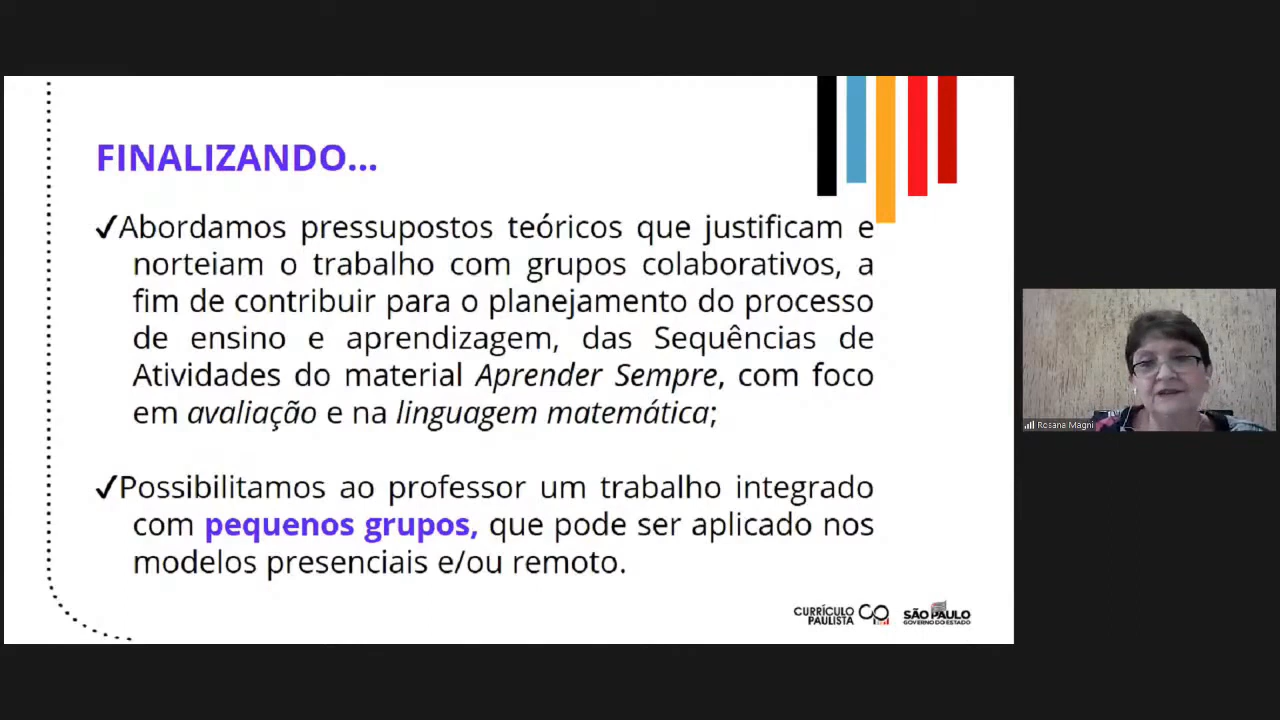 FINALIZANDO...
✓Abordamos pressupostos teóricos que justificam e
norteiam o trabalho com grupos colaborativos, a
fim de contribuir para o planejamento do processo
de ensino e aprendizagem, das Sequências de
Atividades do material Aprender Sempre, com foco
em avaliação e na linguagem matemática;
✓Possibilitamos ao professor um trabalho integrado
com pequenos grupos, que pode ser aplicado nos
modelos presenciais e/ou remoto.
CURRÍCULO
PAULISTA
SÃO PAULO
GOVERNO DO ESTADO
Rosana Magni